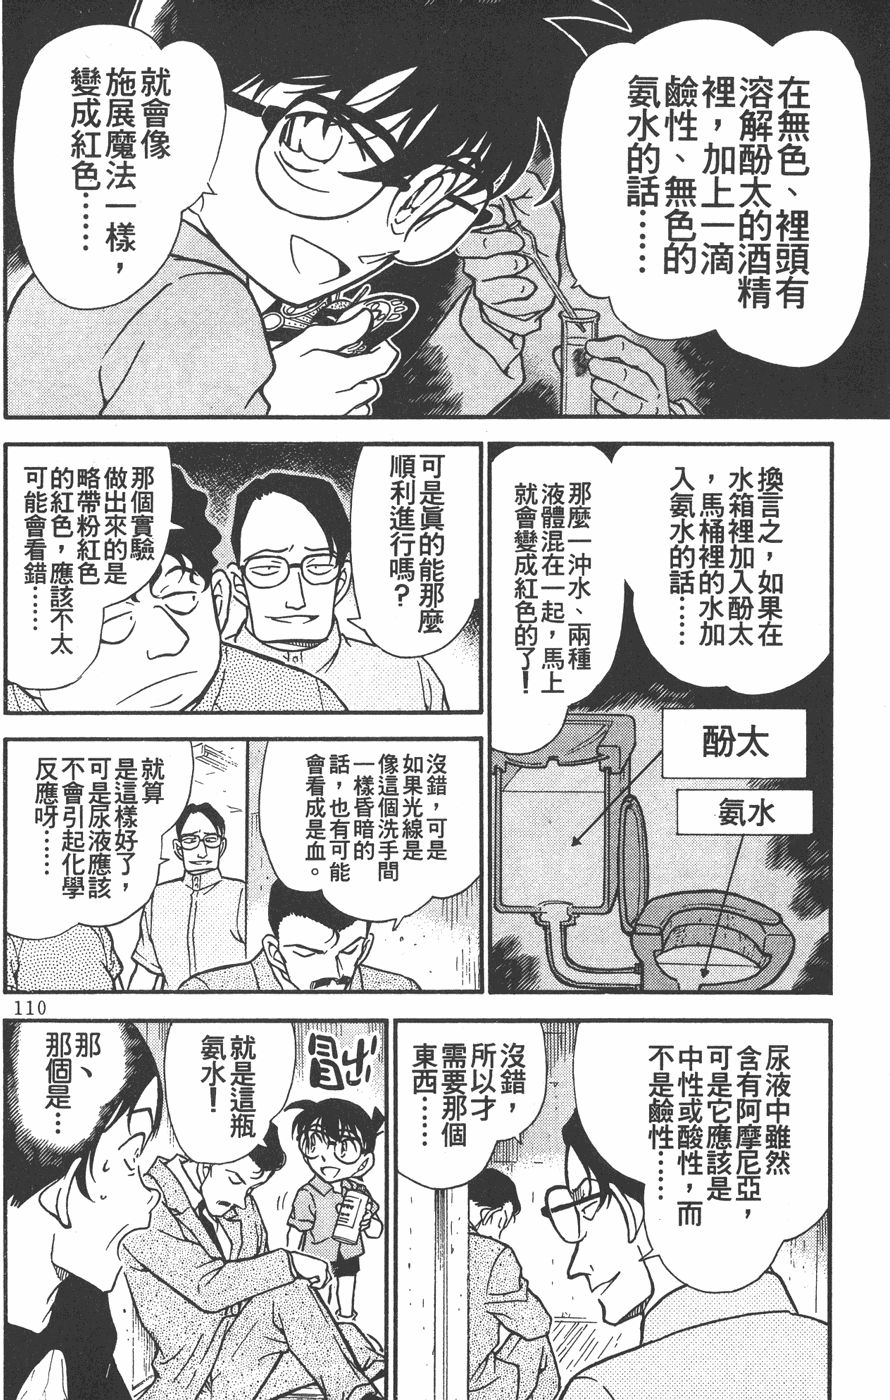 在無色、裡頭有
溶解酚太的酒精
裡，加上一滴
鹼性、無色的
氨水的話……
就會像
施展魔法一樣，
變成紅色……
換言之，如果在
水箱裡加入酚太
，馬桶裡的水加
入氨水的話……
那麼一沖水、兩種
液體混在一起，馬上
就會變成紅色的了！
酚太
氨水
可是真的能那麼
順利進行嗎？
那個實驗
做出來的是
略帶粉紅色
的紅色，應該不太
可能會看錯……
沒錯，可是
如果光線是
像這個洗手間
一樣昏暗的
話，也有可能
會看成是血。
就算
是這樣好了，
可是尿液應該
不會引起化學
反應呀……
110
尿液中雖然
含有阿摩尼亞，
可是它應該是
中性或酸性，而
不是鹼性……
沒錯，
所以才
需要那個
東西……
冒出
就是這瓶
氨水！
那、
那個是…